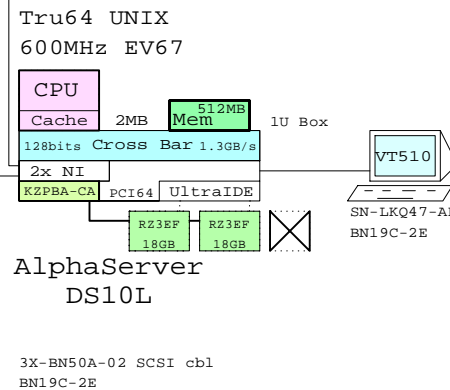 Tru64 UNIX
600MHz EV67
CPU
Cache 2MB Mem 512MB 1U Box
128bits Cross Bar 1.3GB/s
2x NI
KZPBA-CA PCI64 UltraIDE
VT510
RZ3EF 18GB
RZ3EF 18GB
SN-LKQ47-A
BN19C-2E
AlphaServer
DS10L
3X-BN50A-02 SCSI cbl
BN19C-2E